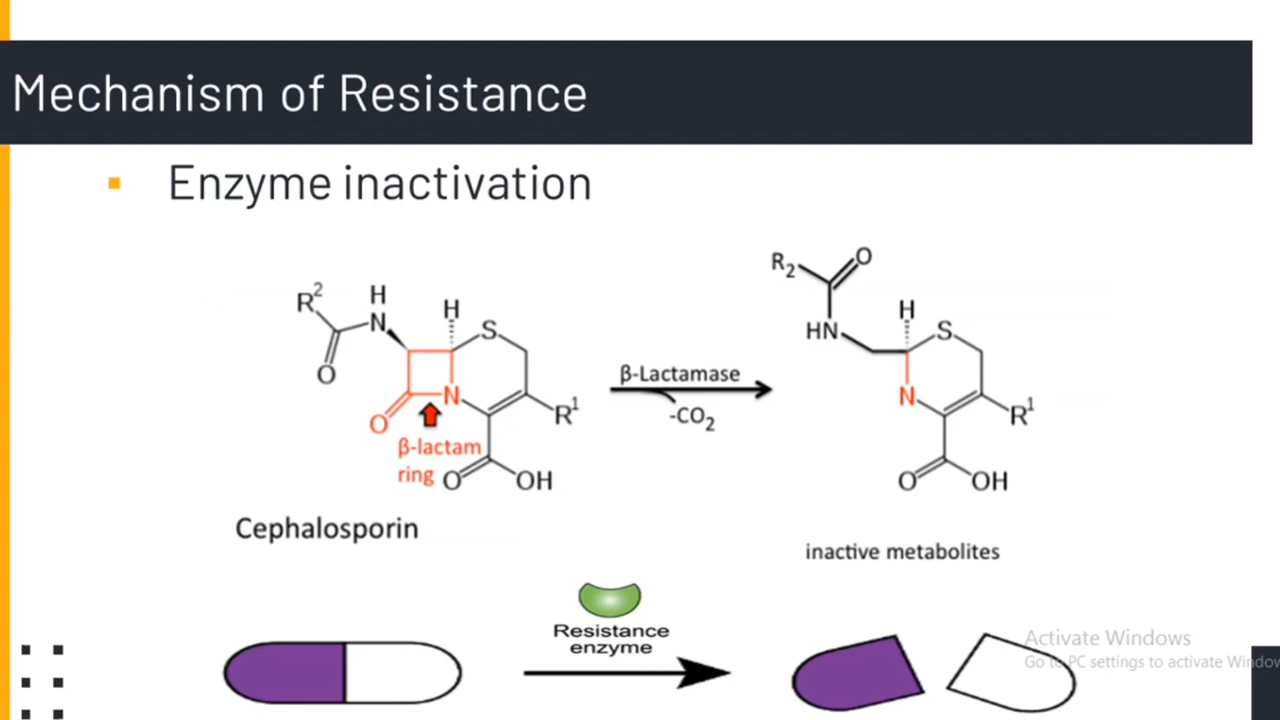 Mechanism of Resistance
Enzyme inactivation
R2
H
N
O
H
S
O
N
R1
β-lactam
ring
O
OH
Cephalosporin
β-Lactamase
-CO2
R2
O
HN
H
S
N
R1
O
OH
inactive metabolites
Resistance
enzyme
Activate Windows
Go to PC settings to activate Windo